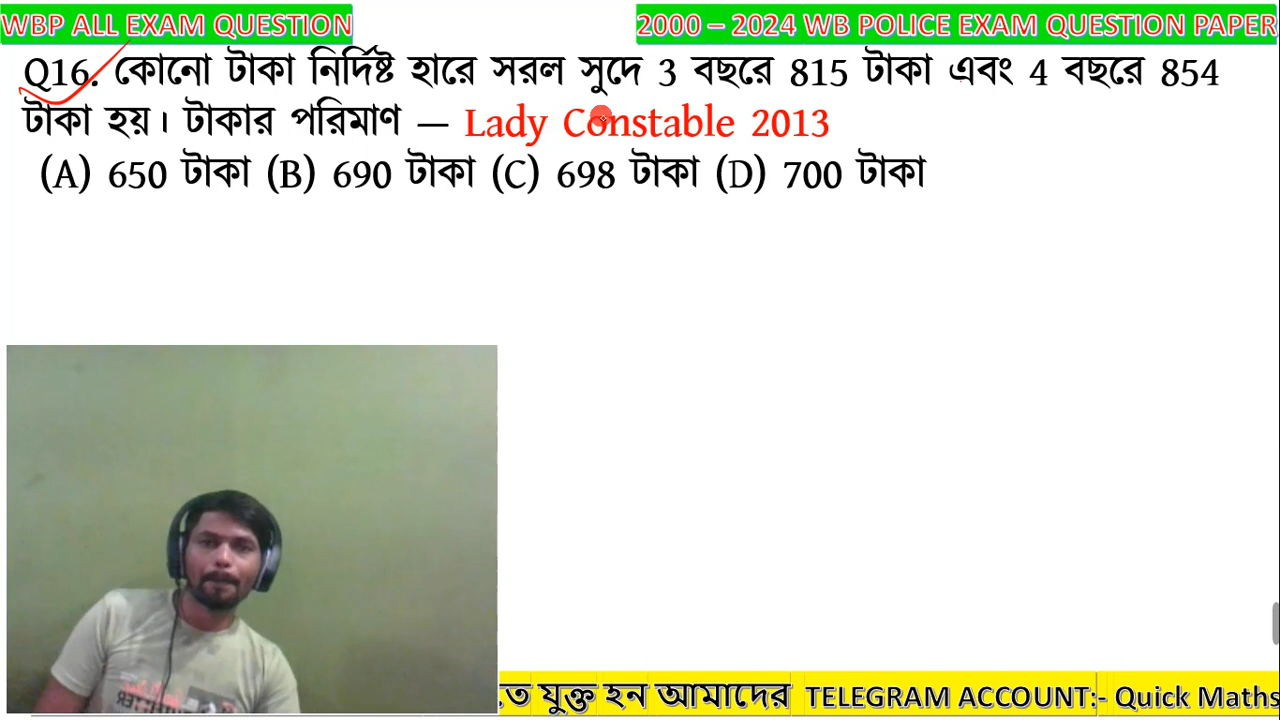 WBP ALL EXAM QUESTION
2000 – 2024 WB POLICE EXAM QUESTION PAPER
Q16. কোনো টাকা নির্দিষ্ট হারে সরল সুদে 3 বছরে 815 টাকা এবং 4 বছরে 854
টাকা হয়। টাকার পরিমাণ — Lady Constable 2013
(A) 650 টাকা (B) 690 টাকা (C) 698 টাকা (D) 700 টাকা
যুক্ত হন আমাদের TELEGRAM ACCOUNT:- Quick Maths